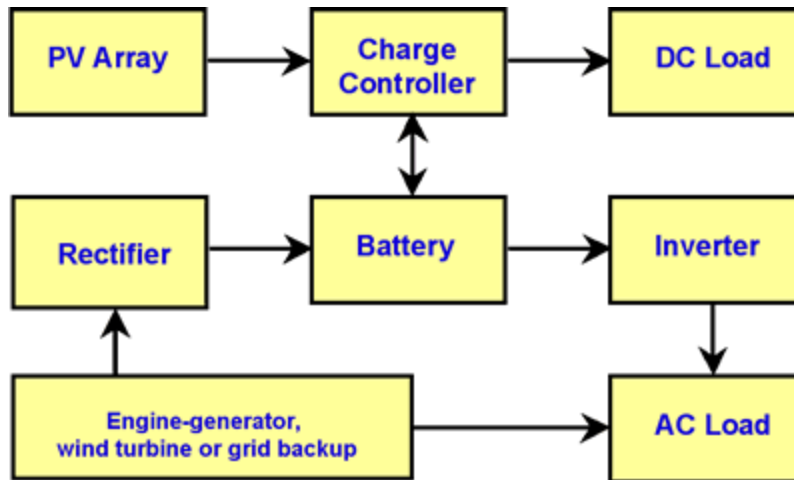 PV Array
Charge
Controller
DC Load
Rectifier
Battery
Inverter
Engine-generator,
wind turbine or grid backup
AC Load